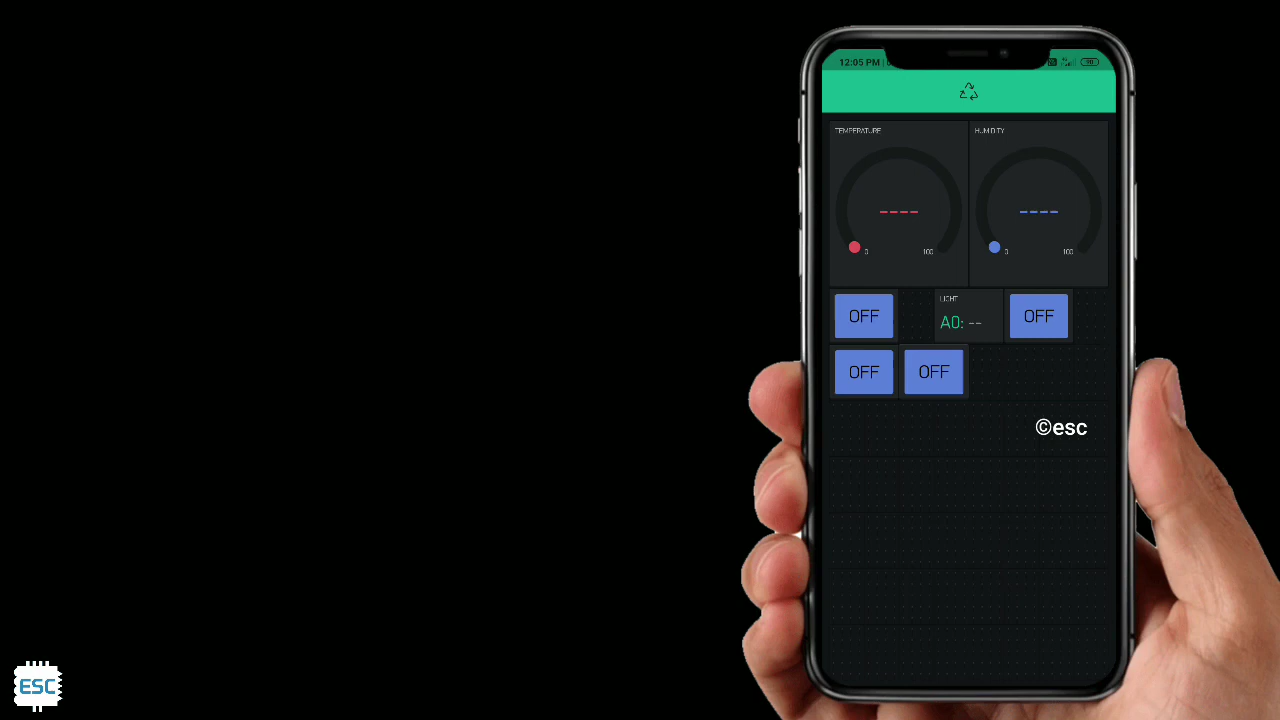 12:05 PM
TEMPERATURE
HUMIDITY
----
----
0
100
0
100
OFF
LIGHT
A0: --
OFF
OFF
OFF
©esc
ESC